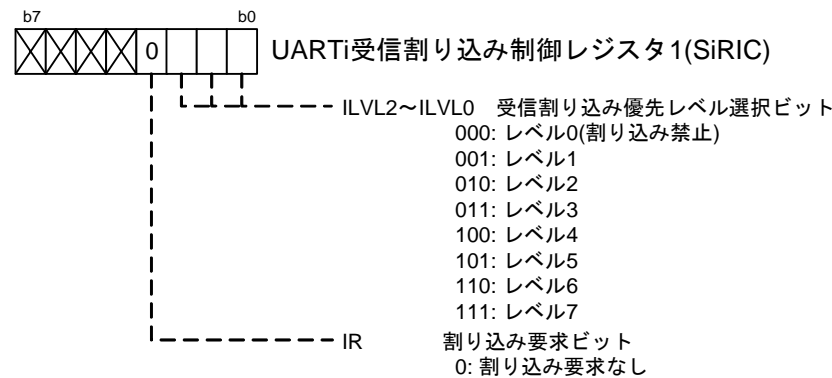 b7 b0
0 UARTi受信割り込み制御レジスタ1(SiRIC)
ILVL2～ILVL0 受信割り込み優先レベル選択ビット
000: レベル0(割り込み禁止)
001: レベル1
010: レベル2
011: レベル3
100: レベル4
101: レベル5
110: レベル6
111: レベル7
IR 割り込み要求ビット
0: 割り込み要求なし